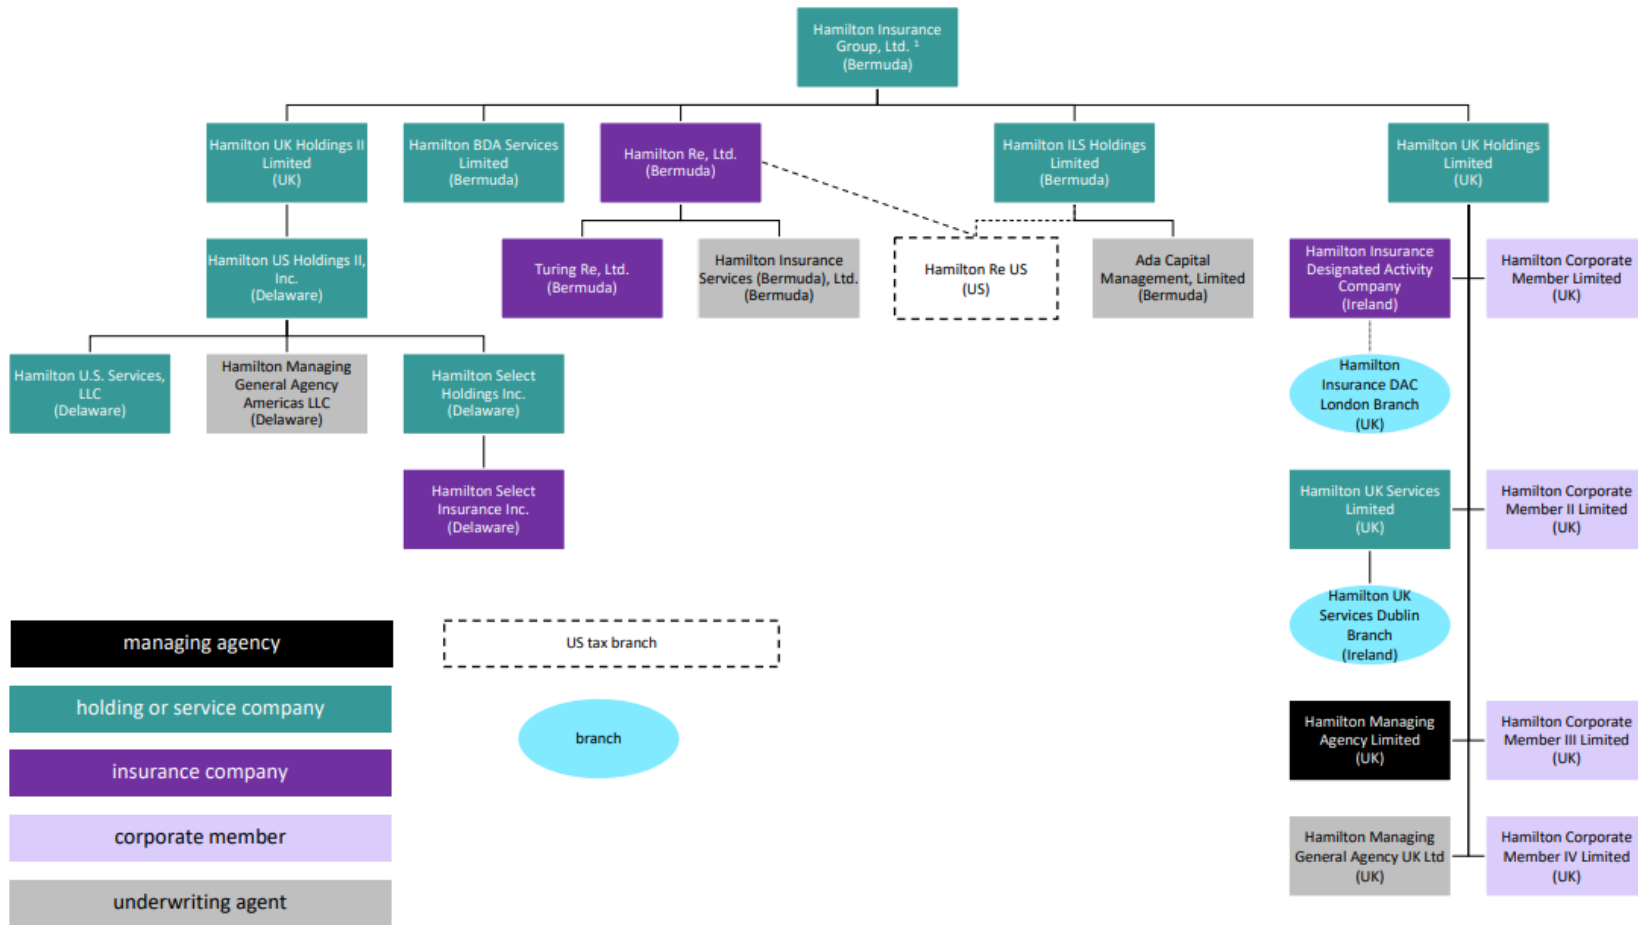 Hamilton Insurance
Group, Ltd. ¹
(Bermuda)
Hamilton UK Holdings II
Limited
(UK)
Hamilton BDA Services
Limited
(Bermuda)
Hamilton Re, Ltd.
(Bermuda)
Hamilton ILS Holdings
Limited
(Bermuda)
Hamilton UK Holdings
Limited
(UK)
Hamilton US Holdings II,
Inc.
(Delaware)
Turing Re, Ltd.
(Bermuda)
Hamilton Insurance
Services (Bermuda), Ltd.
(Bermuda)
Hamilton Re US
(US)
Ada Capital
Management, Limited
(Bermuda)
Hamilton Insurance
Designated Activity
Company
(Ireland)
Hamilton Corporate
Member Limited
(UK)
Hamilton U.S. Services,
LLC
(Delaware)
Hamilton Managing
General Agency
Americas LLC
(Delaware)
Hamilton Select
Holdings Inc.
(Delaware)
Hamilton
Insurance DAC
London Branch
(UK)
Hamilton Select
Insurance Inc.
(Delaware)
Hamilton UK Services
Limited
(UK)
Hamilton Corporate
Member II Limited
(UK)
Hamilton UK
Services Dublin
Branch
(Ireland)
managing agency
US tax branch
holding or service company
branch
insurance company
corporate member
underwriting agent
Hamilton Managing
Agency Limited
(UK)
Hamilton Corporate
Member III Limited
(UK)
Hamilton Managing
General Agency UK Ltd
(UK)
Hamilton Corporate
Member IV Limited
(UK)